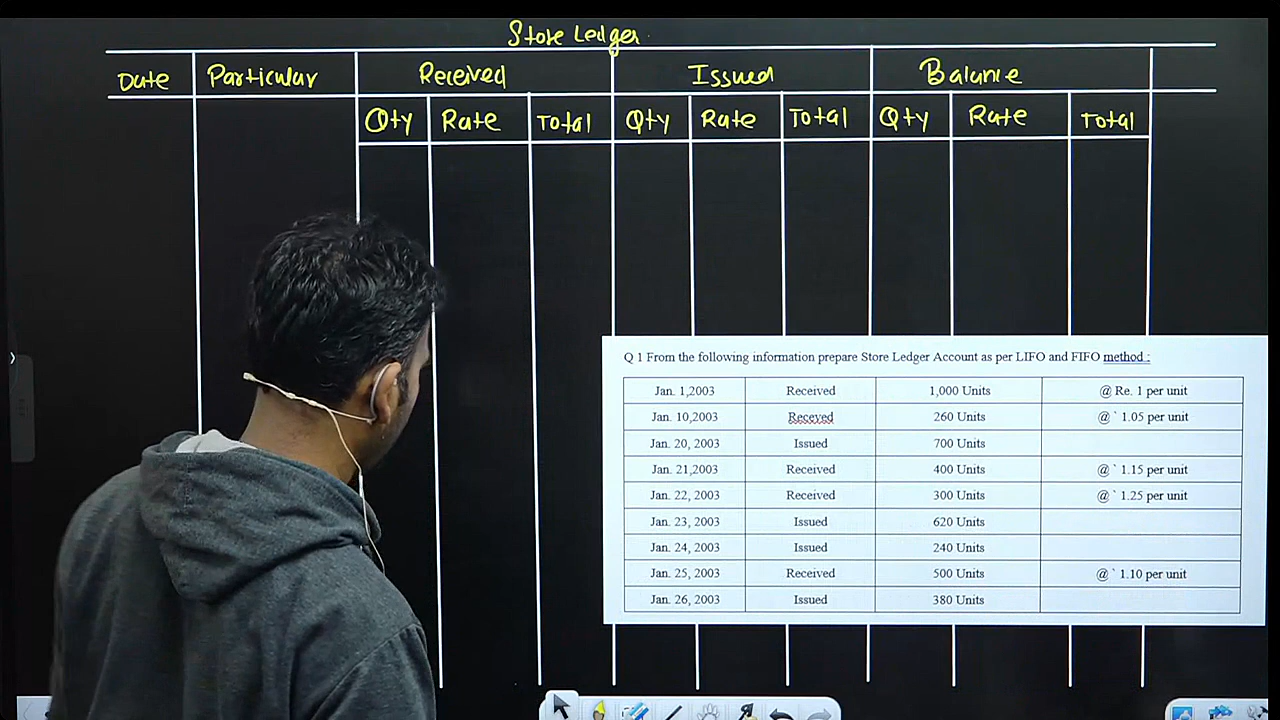 Store Ledger
Date Particular Received Issued Balance
Qty Rate Total Qty Rate Total Qty Rate Total
Q 1 From the following information prepare Store Ledger Account as per LIFO and FIFO method :
Jan. 1,2003 Received 1,000 Units @ Re. 1 per unit
Jan. 10,2003 Receved 260 Units @ ` 1.05 per unit
Jan. 20, 2003 Issued 700 Units
Jan. 21,2003 Received 400 Units @ ` 1.15 per unit
Jan. 22, 2003 Received 300 Units @ ` 1.25 per unit
Jan. 23, 2003 Issued 620 Units
Jan. 24, 2003 Issued 240 Units
Jan. 25, 2003 Received 500 Units @ ` 1.10 per unit
Jan. 26, 2003 Issued 380 Units